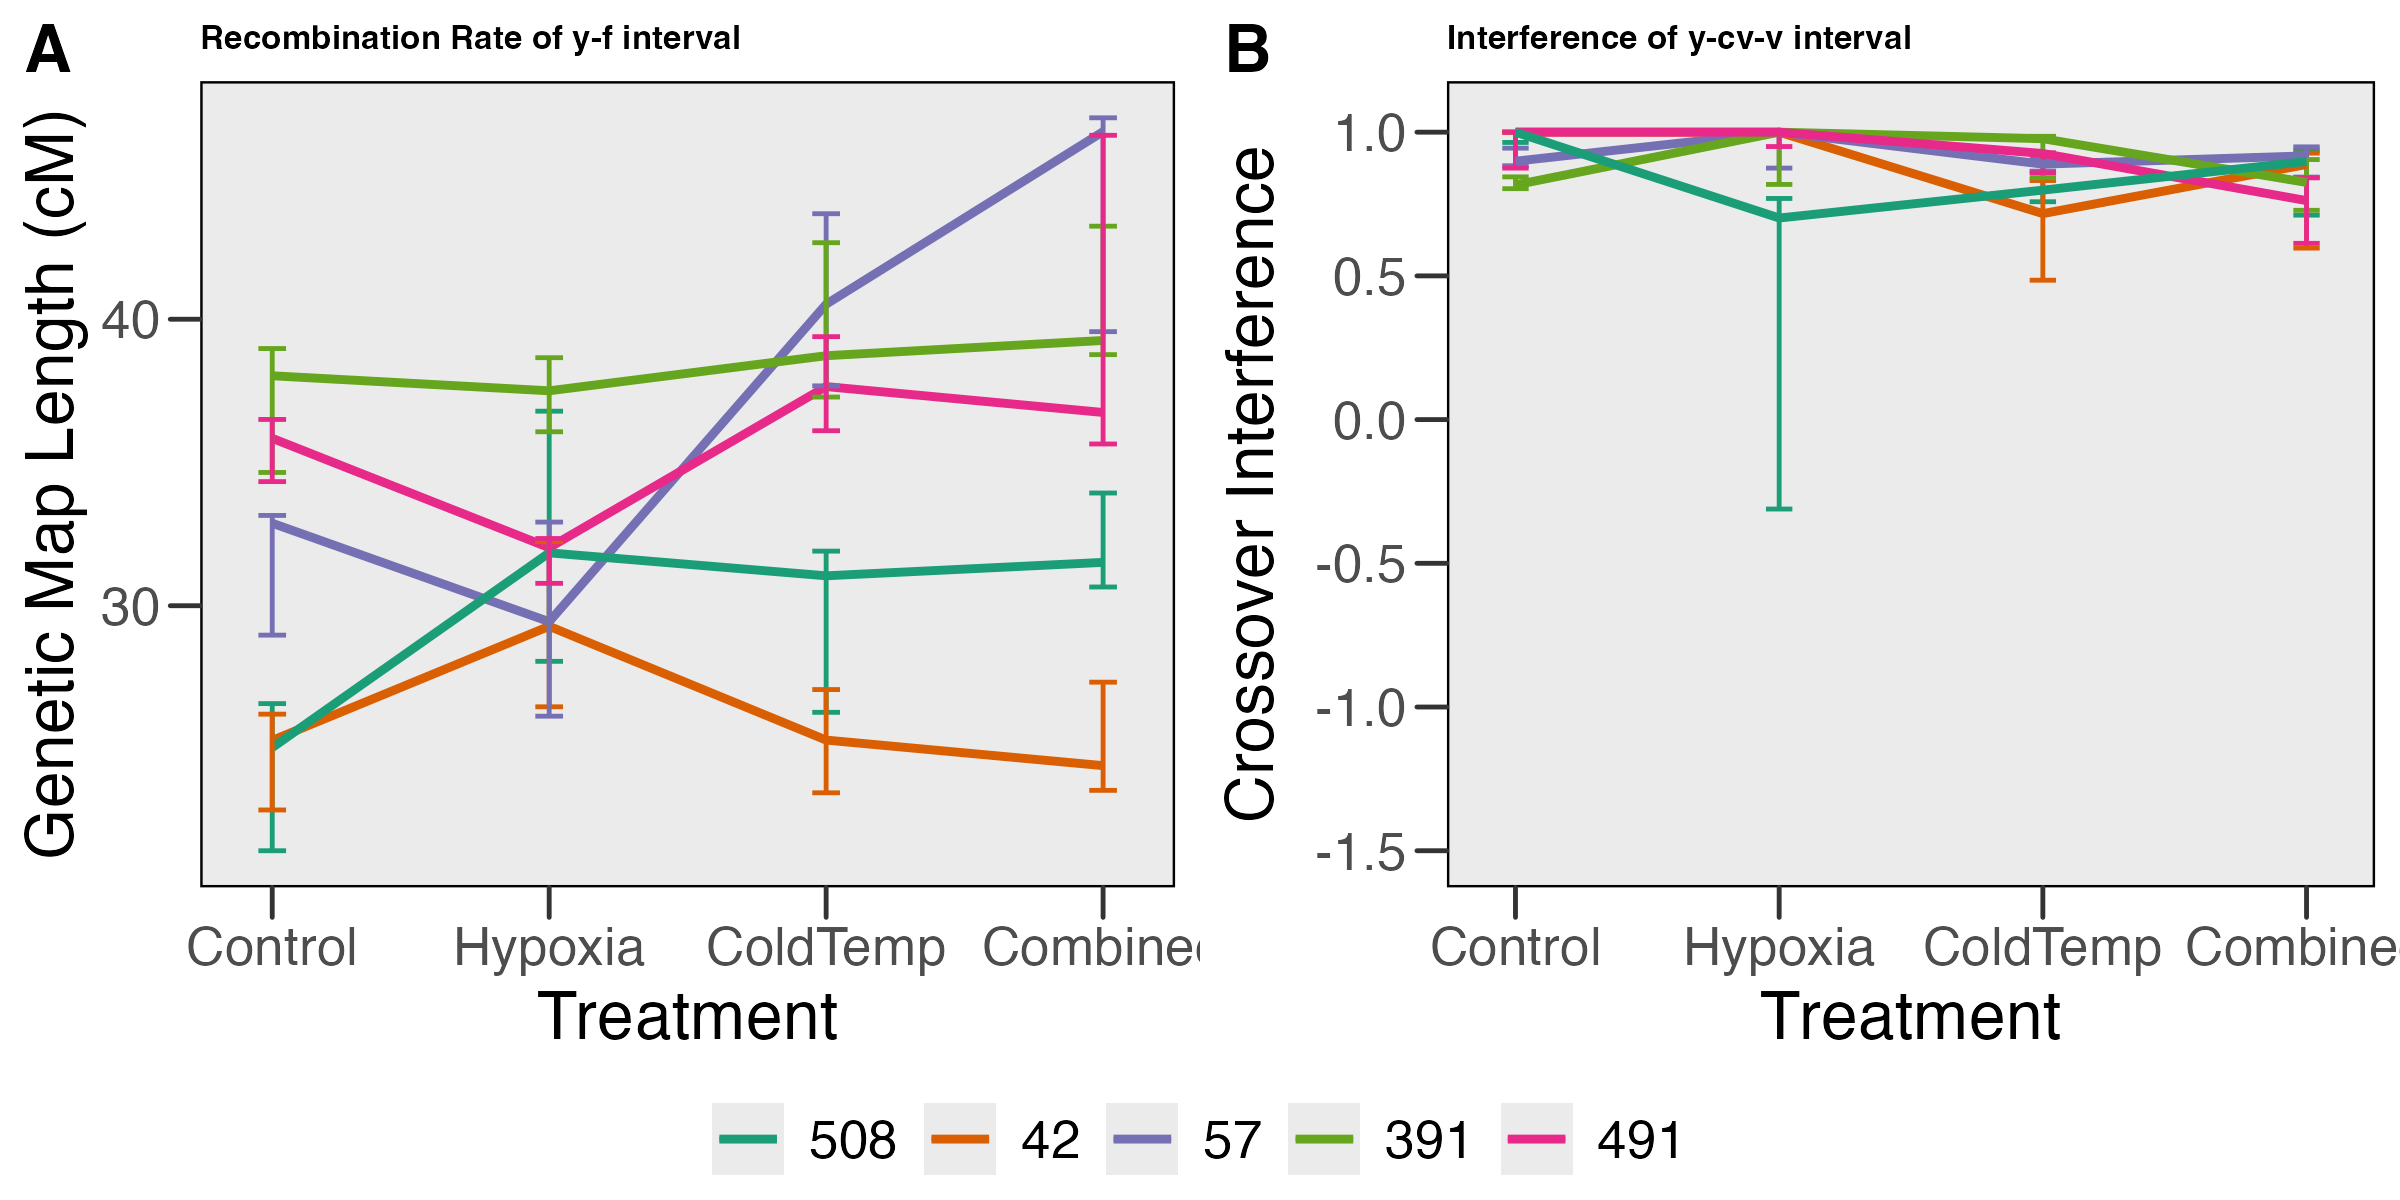 A
Recombination Rate of y-f interval
Genetic Map Length (cM)
40
30
Control Hypoxia ColdTemp Combine
Treatment
B
Interference of y-cv-v interval
Crossover Interference
1.0
0.5
0.0
-0.5
-1.0
-1.5
Control Hypoxia ColdTemp Combine
Treatment
508 42 57 391 491